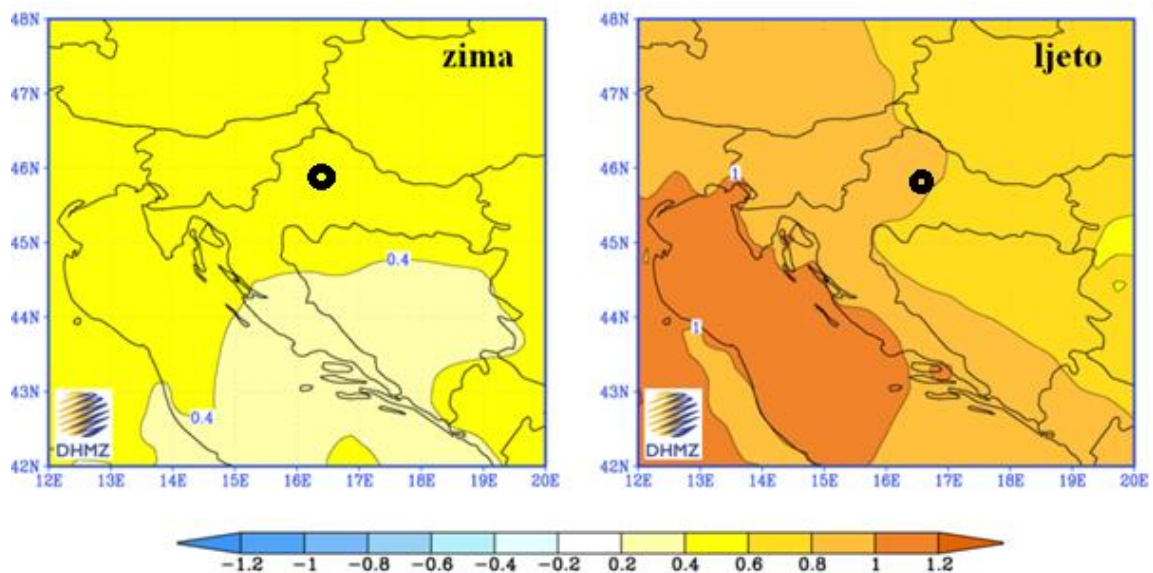 48N
zima
47N
46N
45N
0.4
44N
43N
0.4
DHMZ
42N
12E 13E 14E 15E 16E 17E 18E 19E 20E
48N
ljeto
47N
46N
1
45N
44N
1
43N
DHMZ
42N
12E 13E 14E 15E 16E 17E 18E 19E 20E
-1.2 -1 -0.8 -0.6 -0.4 -0.2 0.2 0.4 0.6 0.8 1 1.2